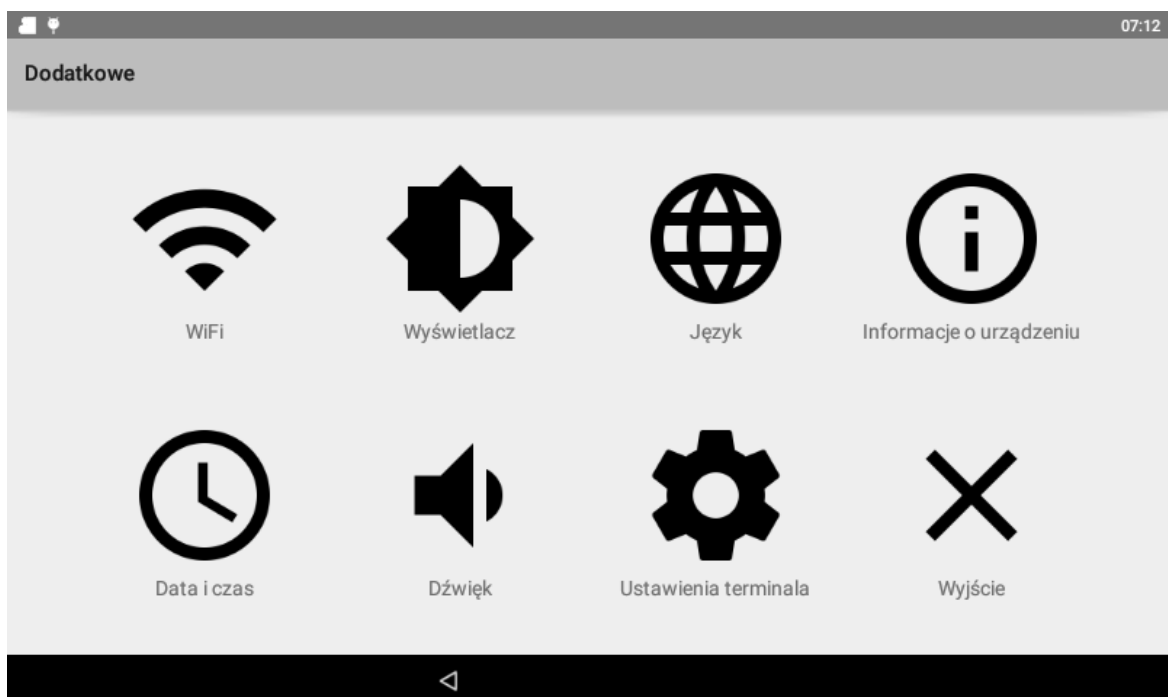 07:12
Dodatkowe
WiFi
Wyświetlacz
Język
Informacje o urządzeniu
Data i czas
Dźwięk
Ustawienia terminala
Wyjście